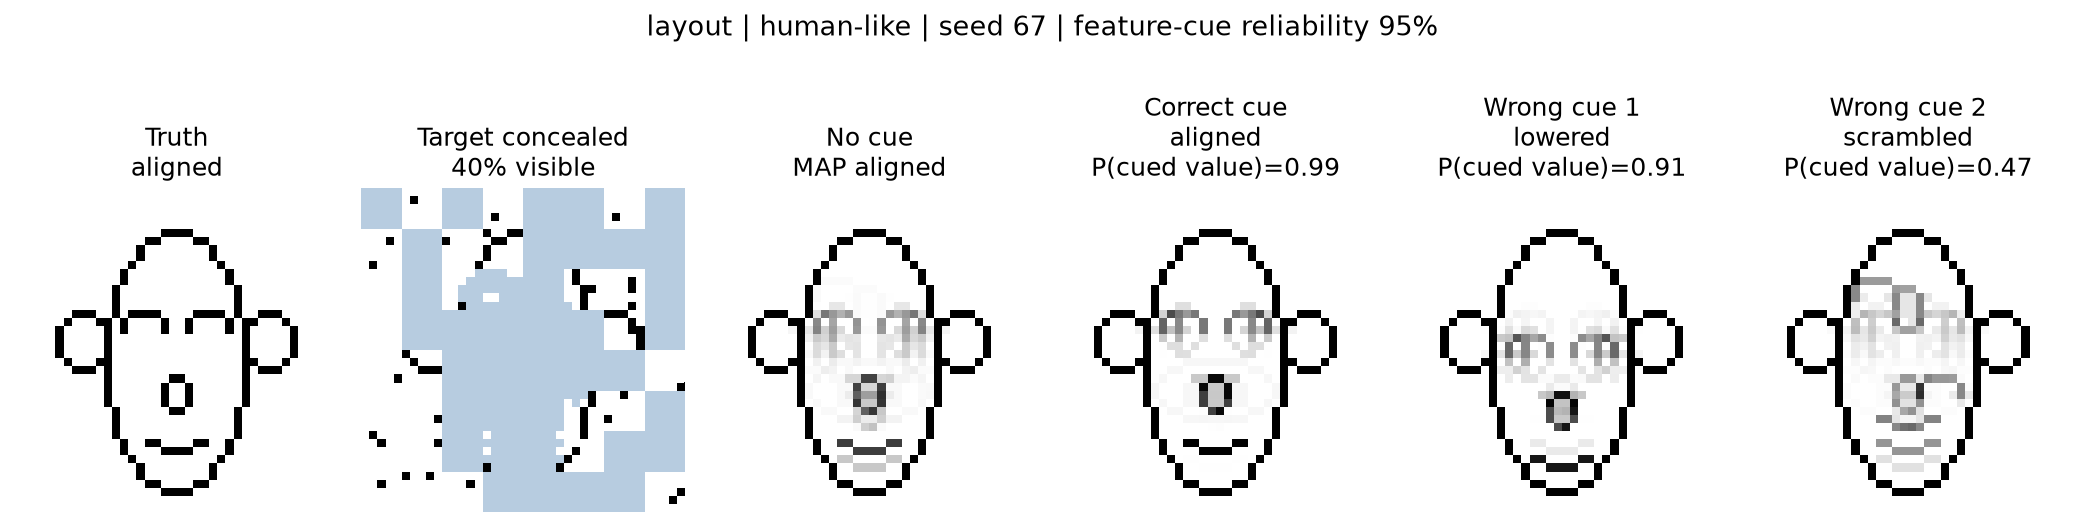 layout | human-like | seed 67 | feature-cue reliability 95%
Truth
aligned
Target concealed
40% visible
No cue
MAP aligned
Correct cue
aligned
P(cued value)=0.99
Wrong cue 1
lowered
P(cued value)=0.91
Wrong cue 2
scrambled
P(cued value)=0.47